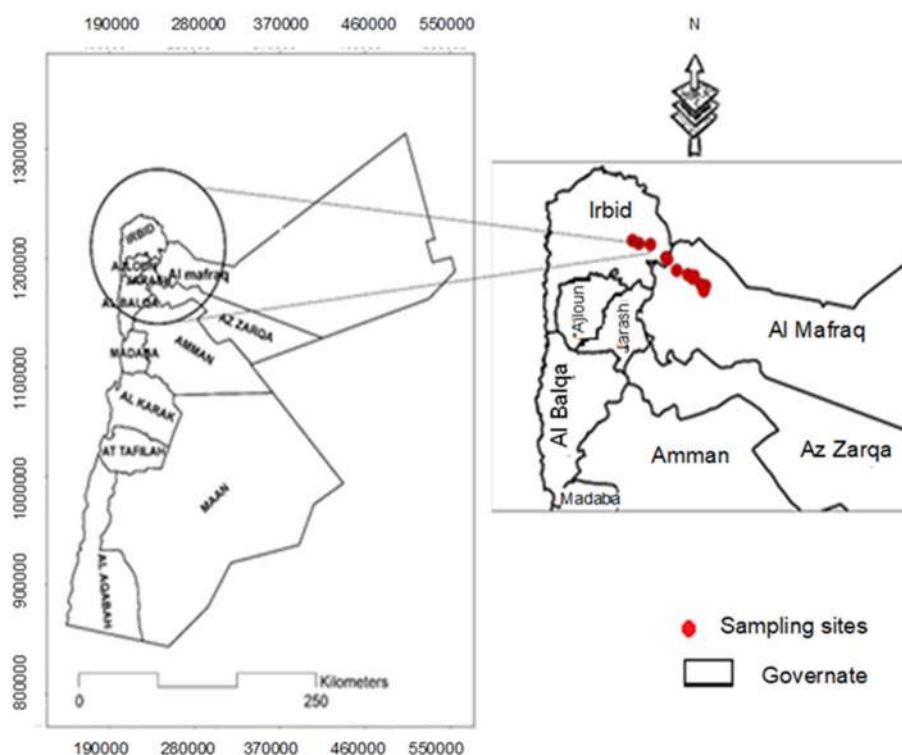 190000 280000 370000 460000 550000
N
1300000
1200000
1100000
1000000
900000
800000
IRBID
AJLOUN
JARASH
Al mafraq
AL BALQA
AZ ZARQA
AMMAN
MADABA
AL KARAK
AT TAFILAH
MAAN
AL AQABAH
Kilometers
0 250
190000 280000 370000 460000 550000
Irbid
Ajloun
Jarash
Al Mafraq
Al Balqa
Amman
Az Zarqa
Madaba
Sampling sites
Governate